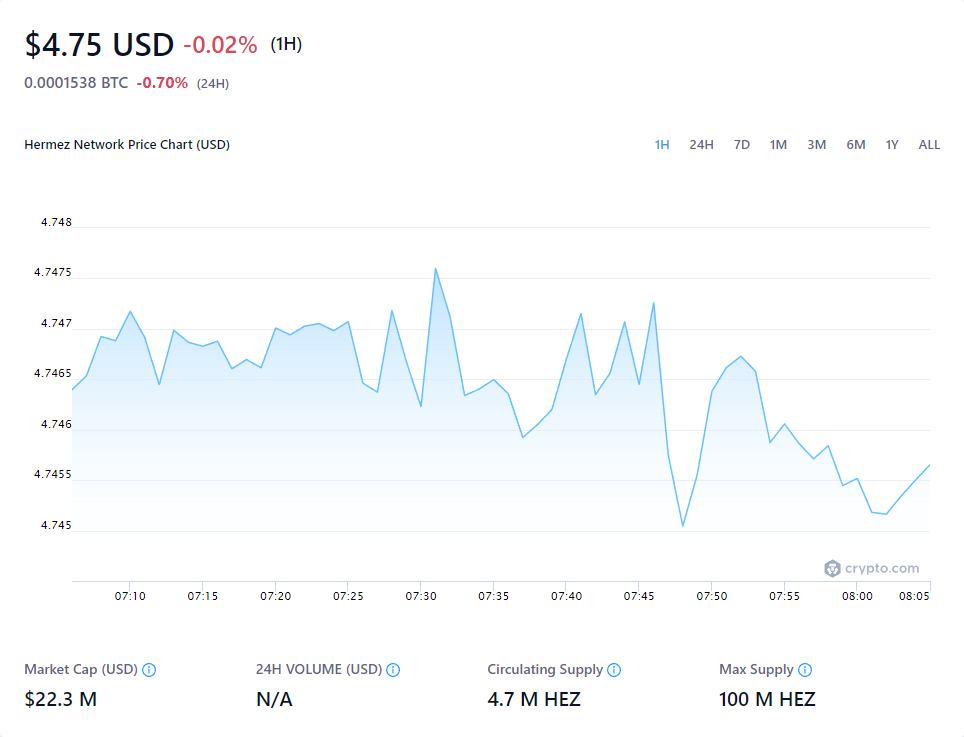 $4.75 USD -0.02% (1H)
0.0001538 BTC -0.70% (24H)
Hermez Network Price Chart (USD) 1H 24H 7D 1M 3M 6M 1Y ALL
4.748
4.7475
4.747
4.7465
4.746
4.7455
4.745
crypto.com
07:10 07:15 07:20 07:25 07:30 07:35 07:40 07:45 07:50 07:55 08:00 08:05
Market Cap (USD) 24H VOLUME (USD) Circulating Supply Max Supply
$22.3 M N/A 4.7 M HEZ 100 M HEZ